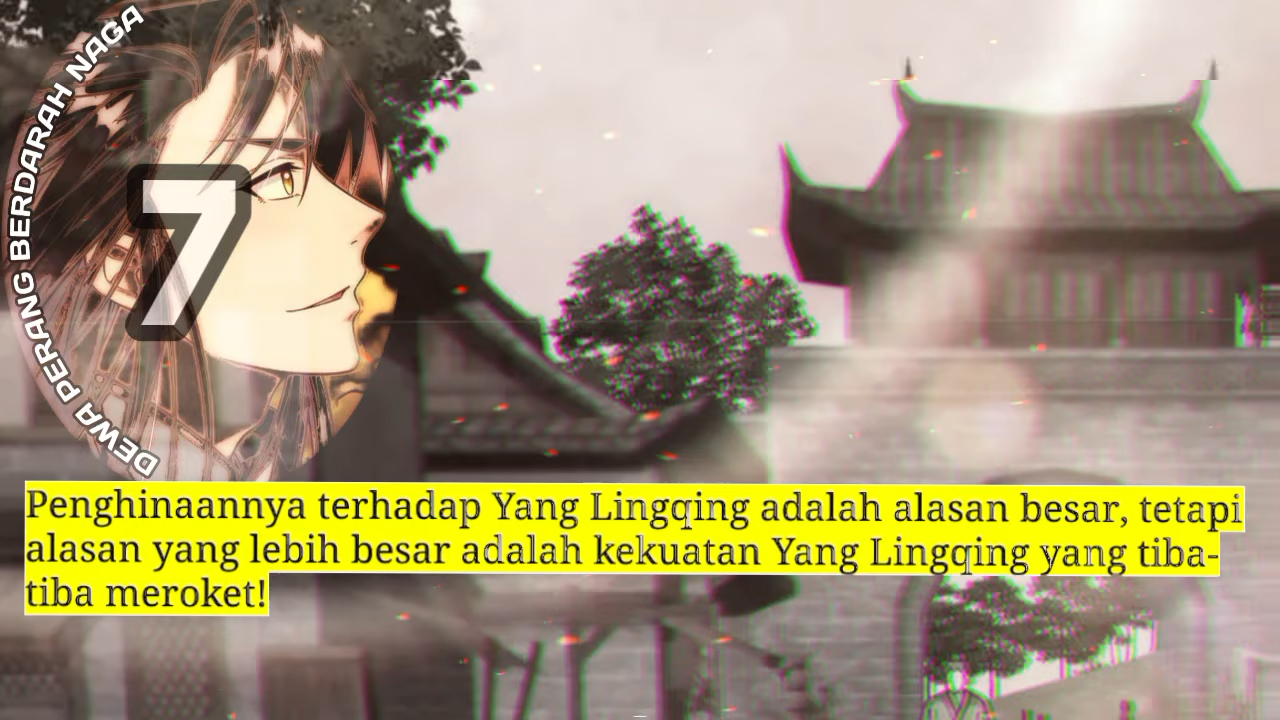 DEWA PERANG BERDARAH NAGA
7
Penghinaannya terhadap Yang Lingqing adalah alasan besar, tetapi
alasan yang lebih besar adalah kekuatan Yang Lingqing yang tiba-
tiba meroket!